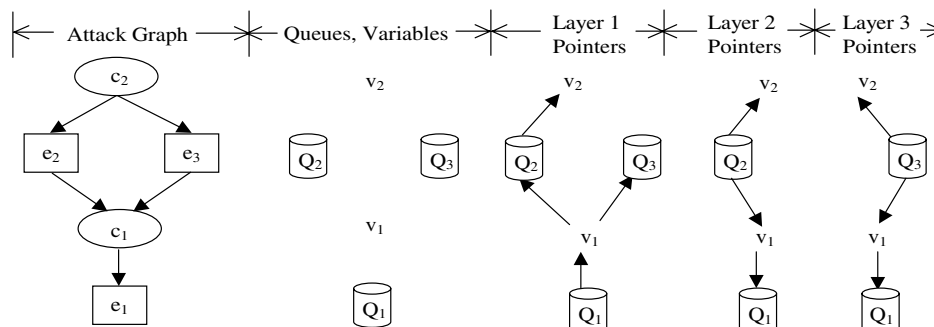 Attack Graph
Queues, Variables
Layer 1
Pointers
Layer 2
Pointers
Layer 3
Pointers
c₂
v₂
v₂
v₂
v₂
e₂
e₃
Q₂
Q₃
Q₂
Q₃
Q₂
Q₃
c₁
v₁
v₁
v₁
v₁
e₁
Q₁
Q₁
Q₁
Q₁